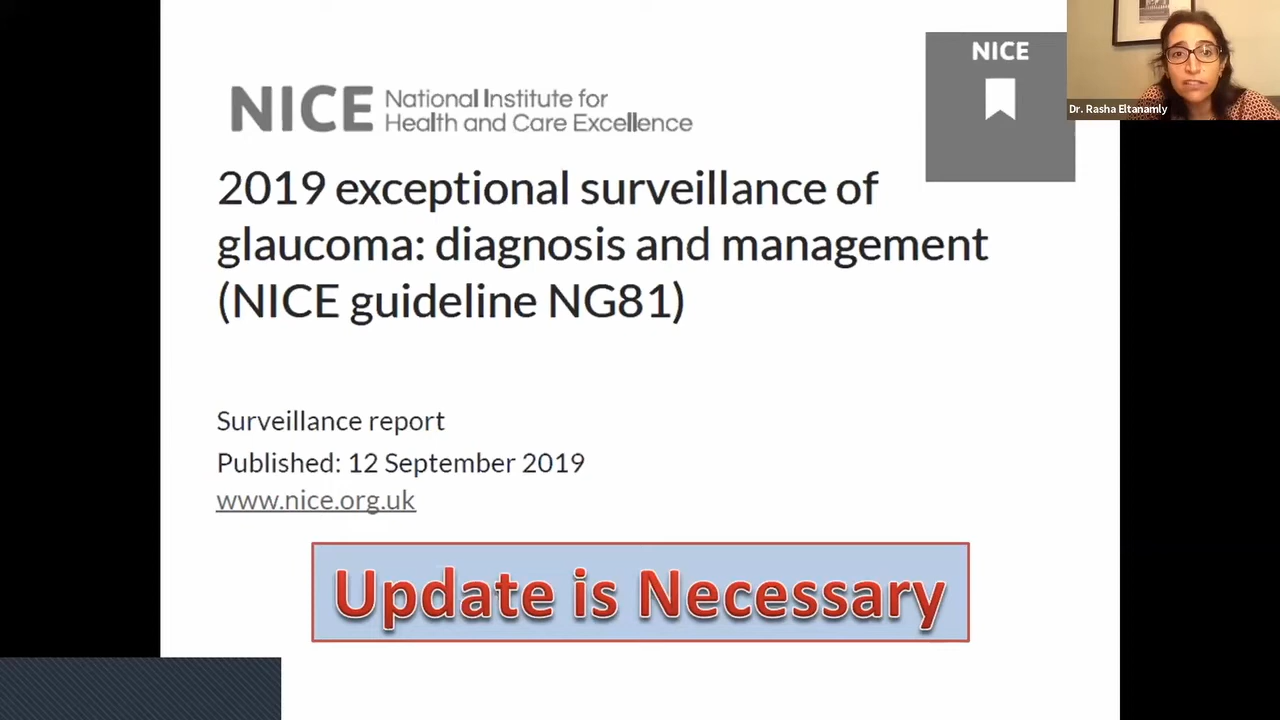 NICE National Institute for
Health and Care Excellence
NICE
Dr. Rasha Eltanamly
2019 exceptional surveillance of
glaucoma: diagnosis and management
(NICE guideline NG81)
Surveillance report
Published: 12 September 2019
www.nice.org.uk
Update is Necessary